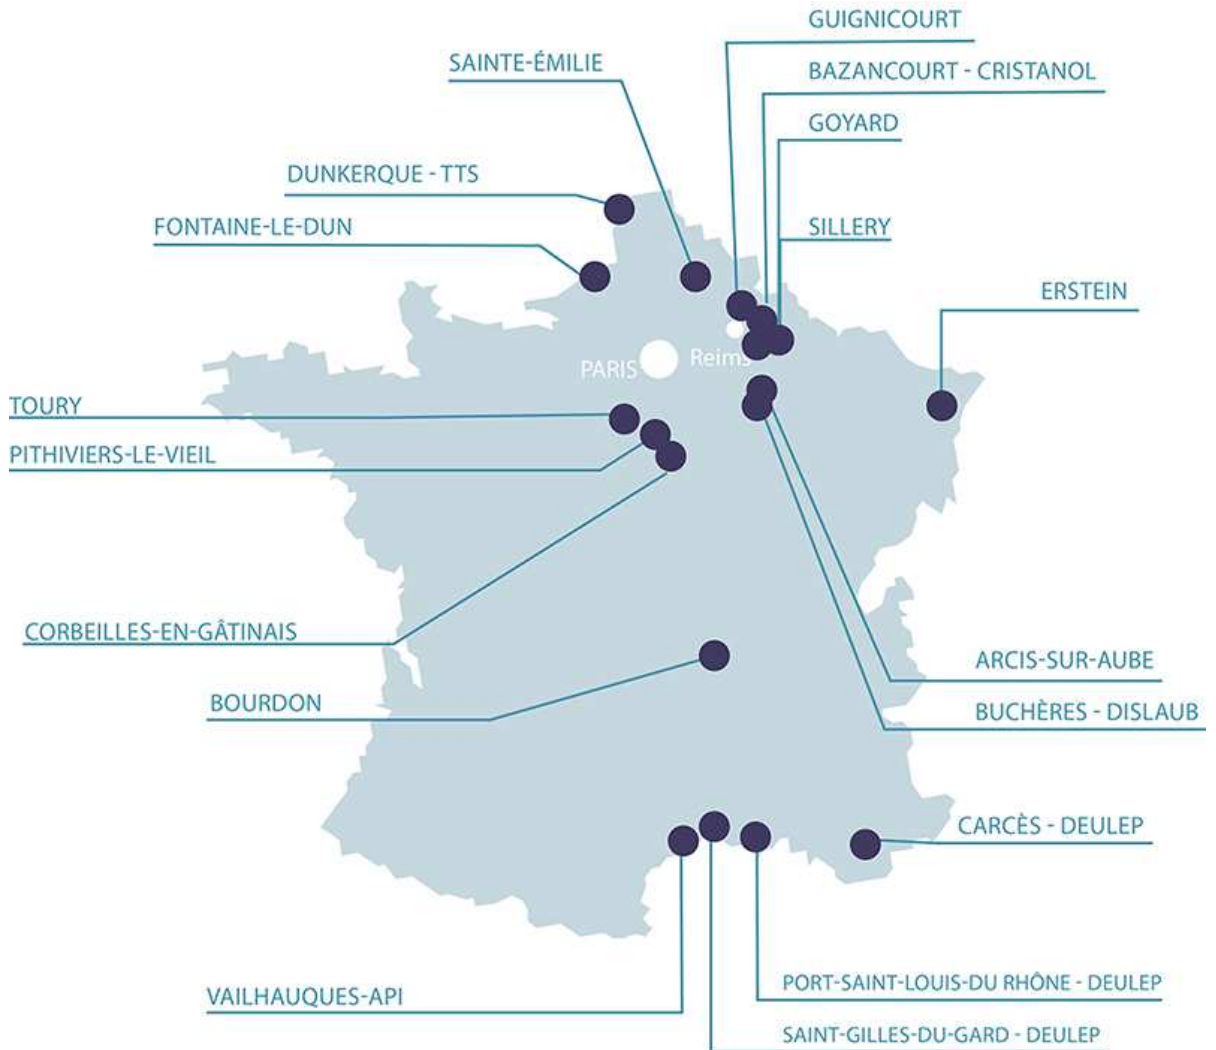 GUIGNICOURT
SAINTE-ÉMILIE
BAZANCOURT - CRISTANOL
GOYARD
DUNKERQUE - TTS
FONTAINE-LE-DUN
SILLERY
ERSTEIN
PARIS
Reims
TOURY
PITHIVIERS-LE-VIEIL
CORBEILLES-EN-GÂTINAIS
ARCIS-SUR-AUBE
BOURDON
BUCHÈRES - DISLAUB
CARCÈS - DEULEP
VAILHAUQUES-API
PORT-SAINT-LOUIS-DU RHÔNE - DEULEP
SAINT-GILLES-DU-GARD - DEULEP